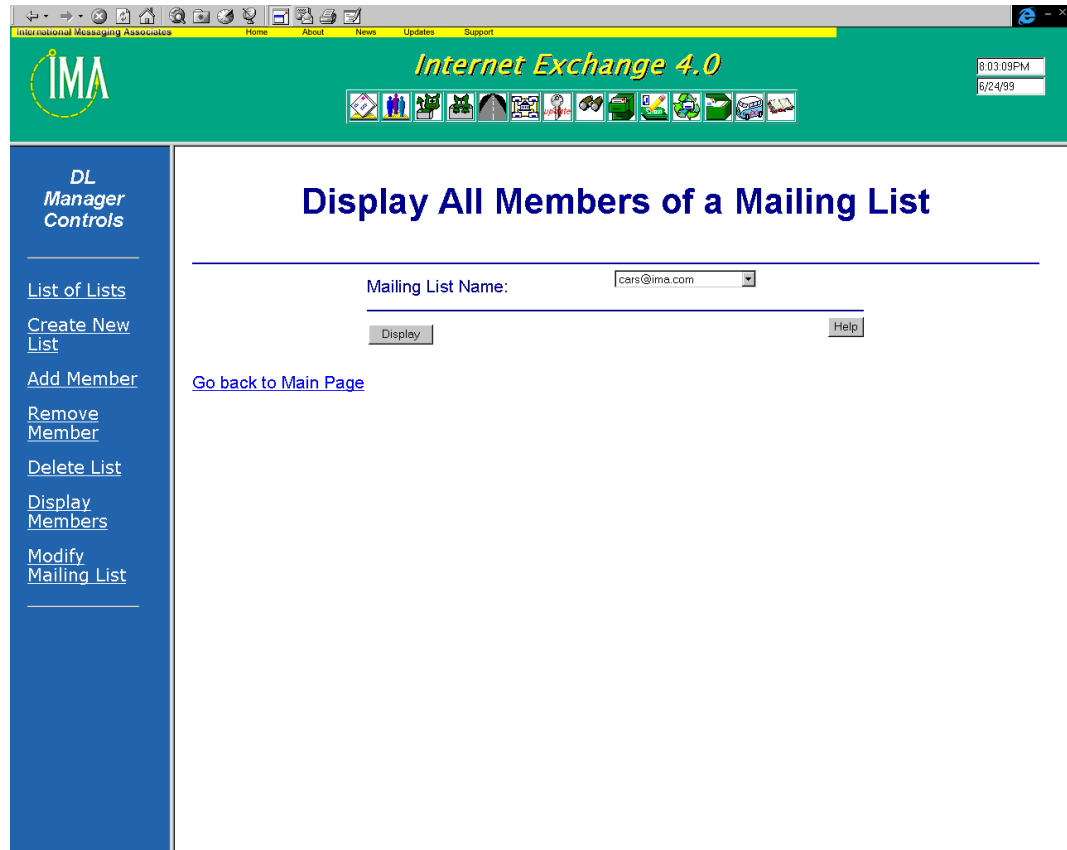 International Messaging Associates
Home About News Updates Support
IMA
Internet Exchange 4.0
8:03:09PM
6/24/99
update
DL
Manager
Controls
List of Lists
Create New
List
Add Member
Remove
Member
Delete List
Display
Members
Modify
Mailing List
Display All Members of a Mailing List
Mailing List Name:
cars@ima.com
Display
Help
Go back to Main Page